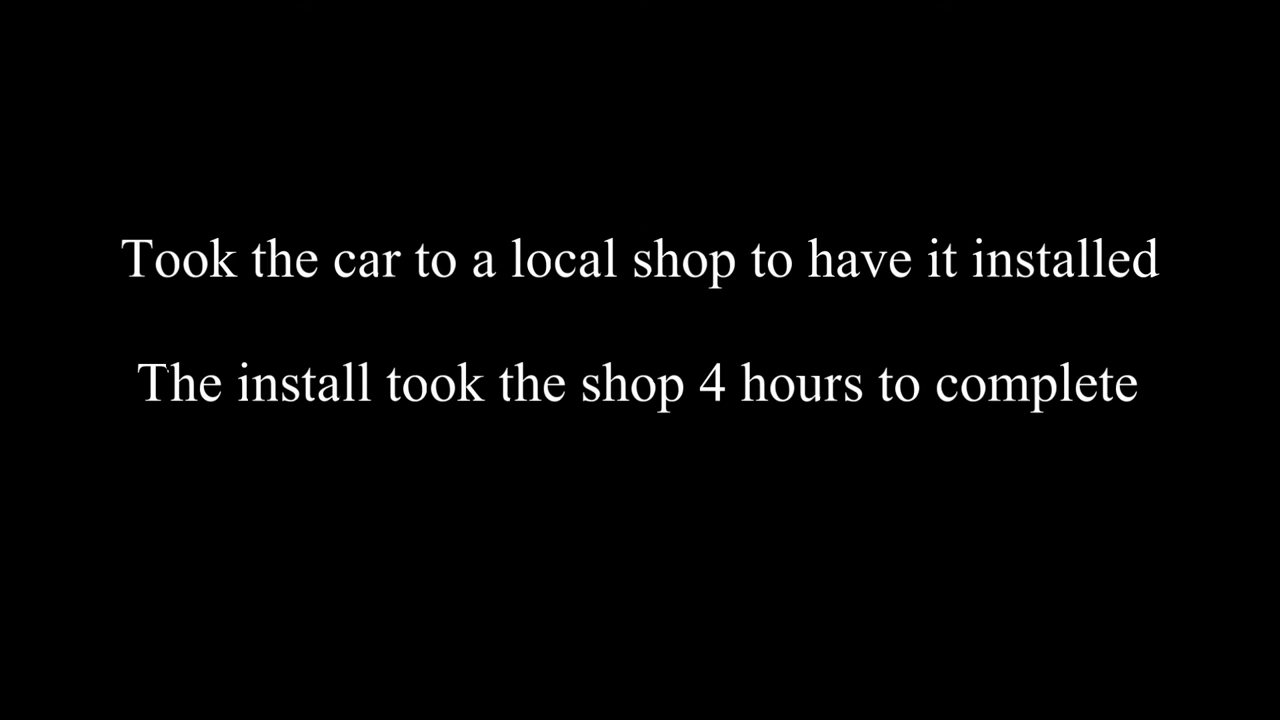 Took the car to a local shop to have it installed
The install took the shop 4 hours to complete